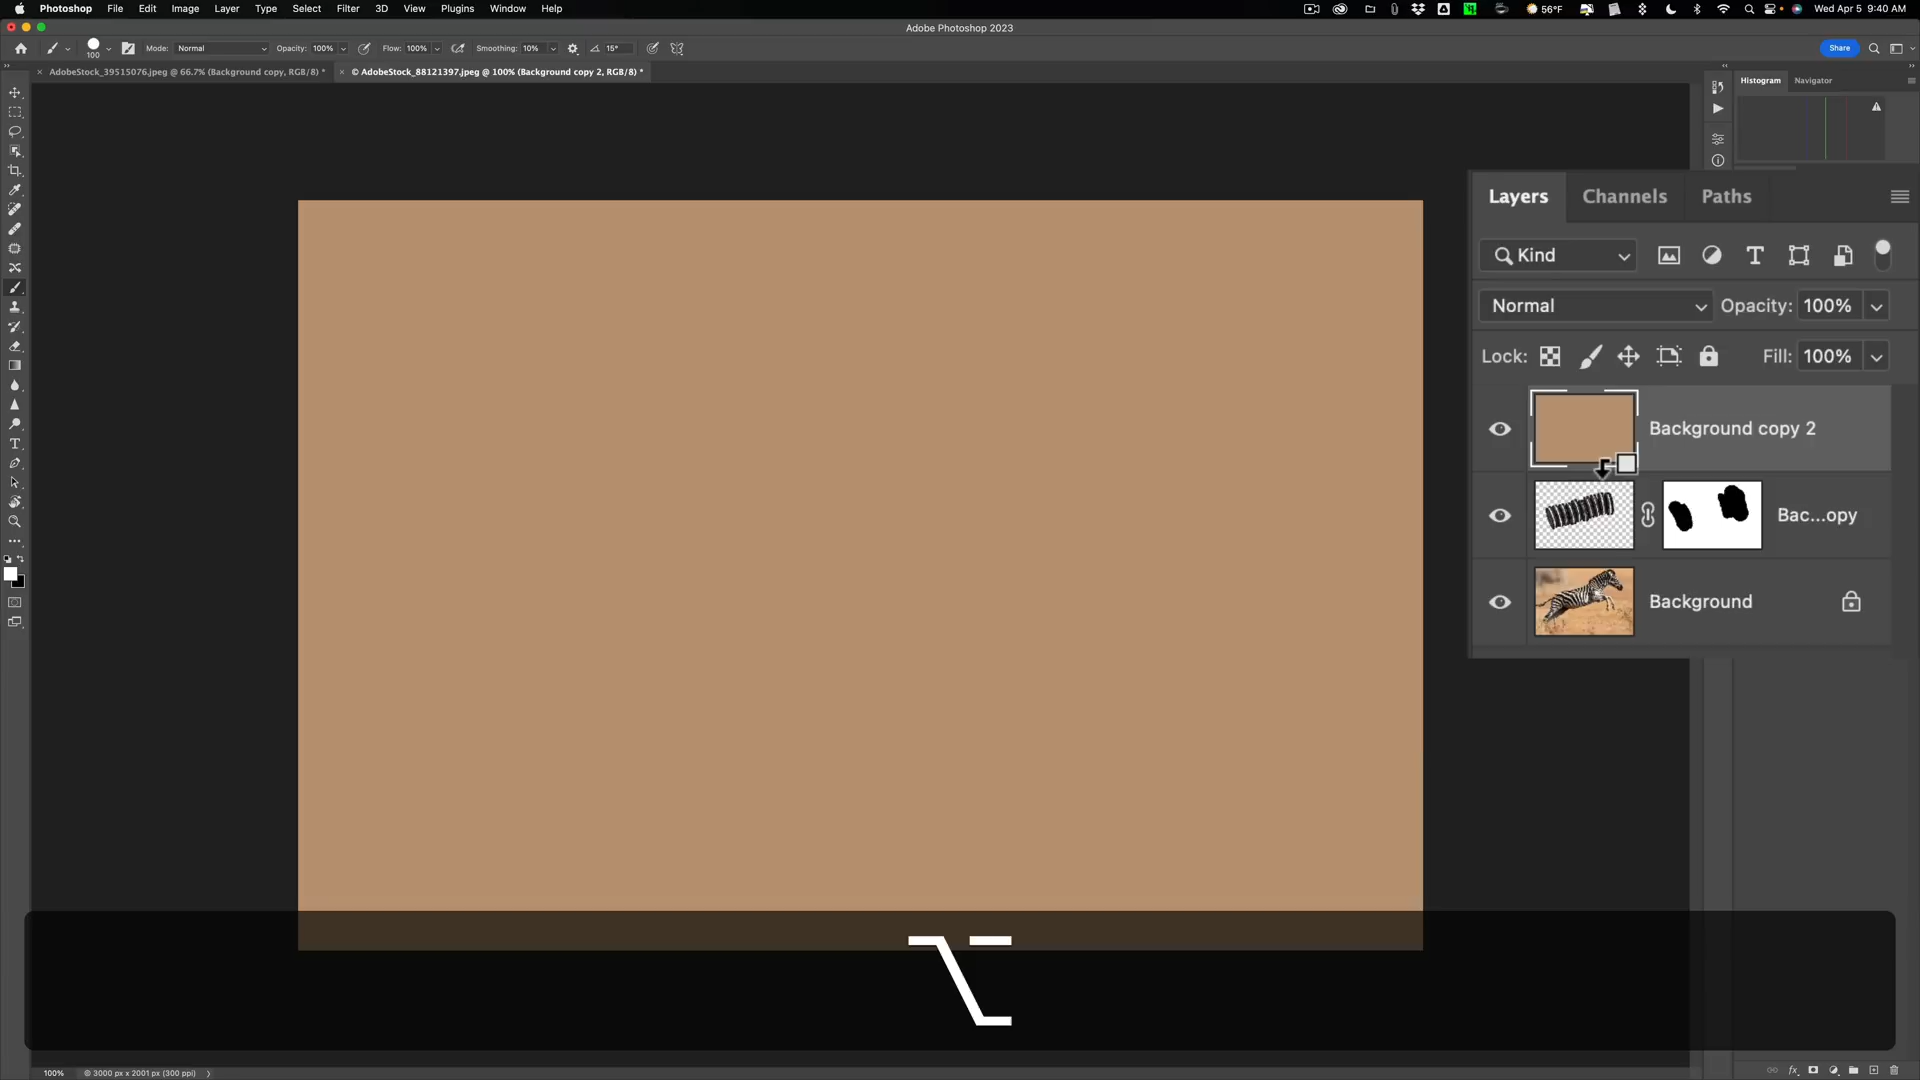 Photoshop File Edit Image Layer Type Select Filter 3D View Plugins Window Help 56°F Wed Apr 5 9:40 AM
Adobe Photoshop 2023
100 Mode: Normal Opacity: 100% Flow: 100% Smoothing: 10% 15° Share
AdobeStock_39515076.jpeg @ 66.7% (Background copy, RGB/8) * © AdobeStock_88121397.jpeg @ 100% (Background copy 2, RGB/8) *
Histogram Navigator
Layers Channels Paths
Kind
Normal Opacity: 100%
Lock: Fill: 100%
Background copy 2
Bac...opy
Background
100% © 3000 px x 2001 px (300 ppi)